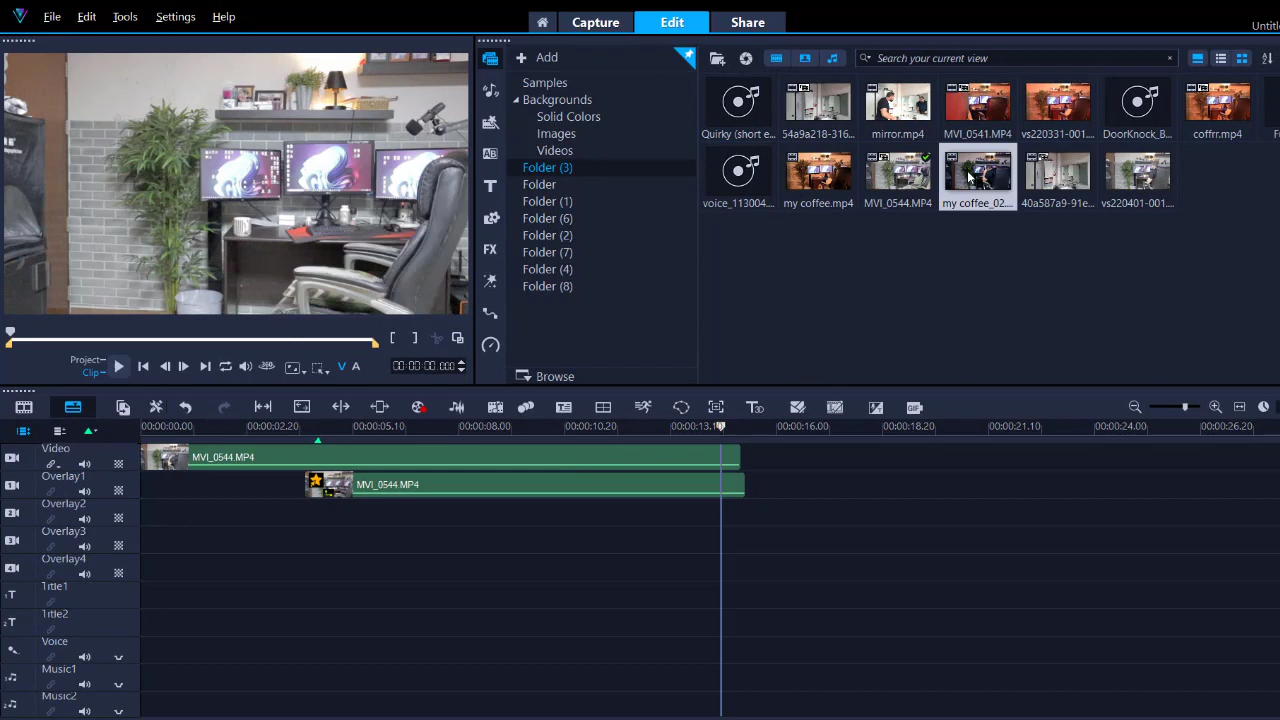 File Edit Tools Settings Help
Capture Edit Share
Untitl
Add
Samples
Backgrounds
Solid Colors
Images
Videos
Folder (3)
Folder
Folder (1)
Folder (6)
Folder (2)
Folder (7)
Folder (4)
Folder (8)
Browse
Search your current view
Quirky (short e... 54a9a218-316... mirror.mp4 MVI_0541.MP4 vs220331-001... DoorKnock_B... coffrr.mp4
voice_113004... my coffee.mp4 MVI_0544.MP4 my coffee_02.... 40a587a9-91e... vs220401-001...
Project
Clip
V A 00:00:00.000
00:00:00.00 00:00:02.20 00:00:05.10 00:00:08.00 00:00:10.20 00:00:13.10 00:00:16.00 00:00:18.20 00:00:21.10 00:00:24.00 00:00:26.20
Video
MVI_0544.MP4
Overlay1
MVI_0544.MP4
Overlay2
Overlay3
Overlay4
Title1
Title2
Voice
Music1
Music2